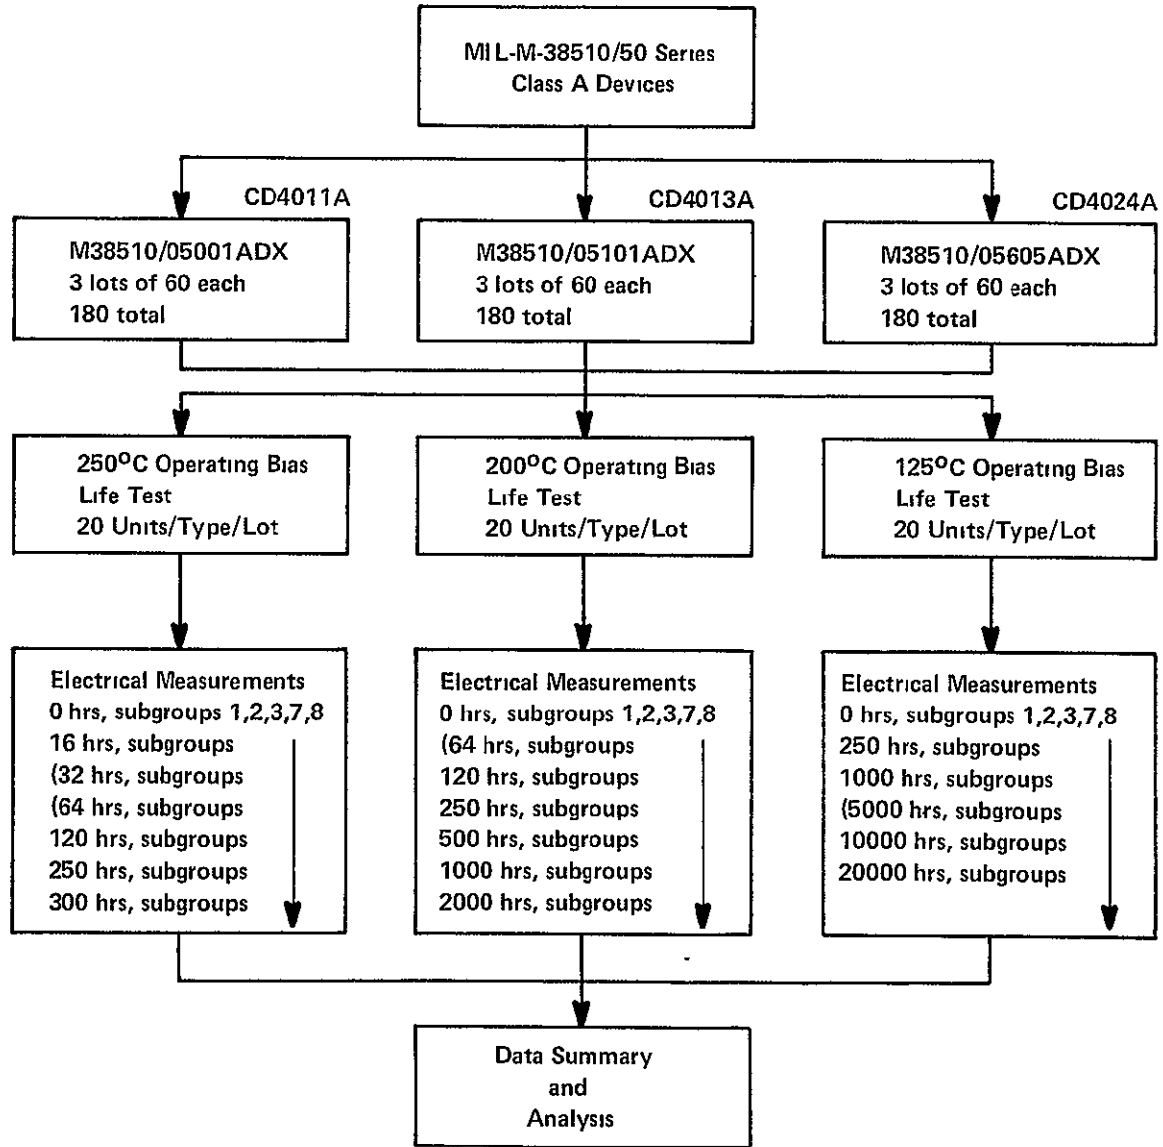 MIL-M-38510/50 Series
Class A Devices
CD4011A
M38510/05001ADX
3 lots of 60 each
180 total
CD4013A
M38510/05101ADX
3 lots of 60 each
180 total
CD4024A
M38510/05605ADX
3 lots of 60 each
180 total
250°C Operating Bias
Life Test
20 Units/Type/Lot
200°C Operating Bias
Life Test
20 Units/Type/Lot
125°C Operating Bias
Life Test
20 Units/Type/Lot
Electrical Measurements
0 hrs, subgroups 1,2,3,7,8
16 hrs, subgroups
(32 hrs, subgroups
(64 hrs, subgroups
120 hrs, subgroups
250 hrs, subgroups
300 hrs, subgroups
Electrical Measurements
0 hrs, subgroups 1,2,3,7,8
(64 hrs, subgroups
120 hrs, subgroups
250 hrs, subgroups
500 hrs, subgroups
1000 hrs, subgroups
2000 hrs, subgroups
Electrical Measurements
0 hrs, subgroups 1,2,3,7,8
250 hrs, subgroups
1000 hrs, subgroups
(5000 hrs, subgroups
10000 hrs, subgroups
20000 hrs, subgroups
Data Summary
and
Analysis